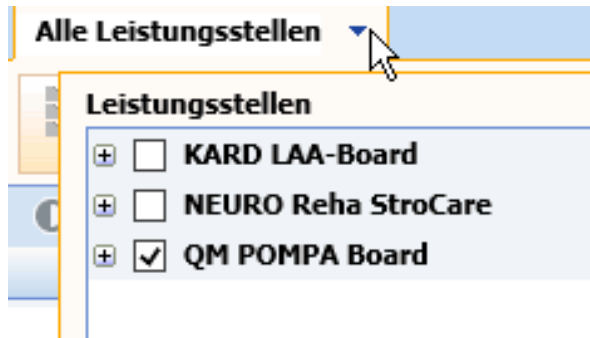 Alle Leistungsstellen
Leistungsstellen
KARD LAA-Board
NEURO Reha StroCare
QM POMPA Board